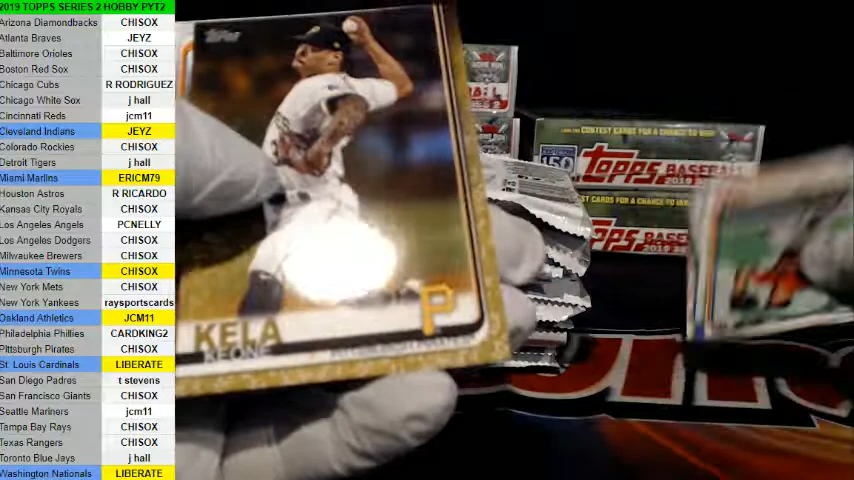 2019 TOPPS SERIES 2 HOBBY PYT2
Arizona Diamondbacks CHISOX
Atlanta Braves JEYZ
Baltimore Orioles CHISOX
Boston Red Sox CHISOX
Chicago Cubs R RODRIGUEZ
Chicago White Sox j hall
Cincinnati Reds jcm11
Cleveland Indians JEYZ
Colorado Rockies CHISOX
Detroit Tigers j hall
Miami Marlins ERICM79
Houston Astros R RICARDO
Kansas City Royals CHISOX
Los Angeles Angels PCNELLY
Los Angeles Dodgers CHISOX
Milwaukee Brewers CHISOX
Minnesota Twins CHISOX
New York Mets CHISOX
New York Yankees raysportcards
Oakland Athletics JCM11
Philadelphia Phillies CARDKING2
Pittsburgh Pirates CHISOX
St. Louis Cardinals LIBERATE
San Diego Padres t stevens
San Francisco Giants CHISOX
Seattle Mariners jcm11
Tampa Bay Rays CHISOX
Texas Rangers CHISOX
Toronto Blue Jays j hall
Washington Nationals LIBERATE
Topps
KELA
KEONE
P
150
topps BASEBALL
2019